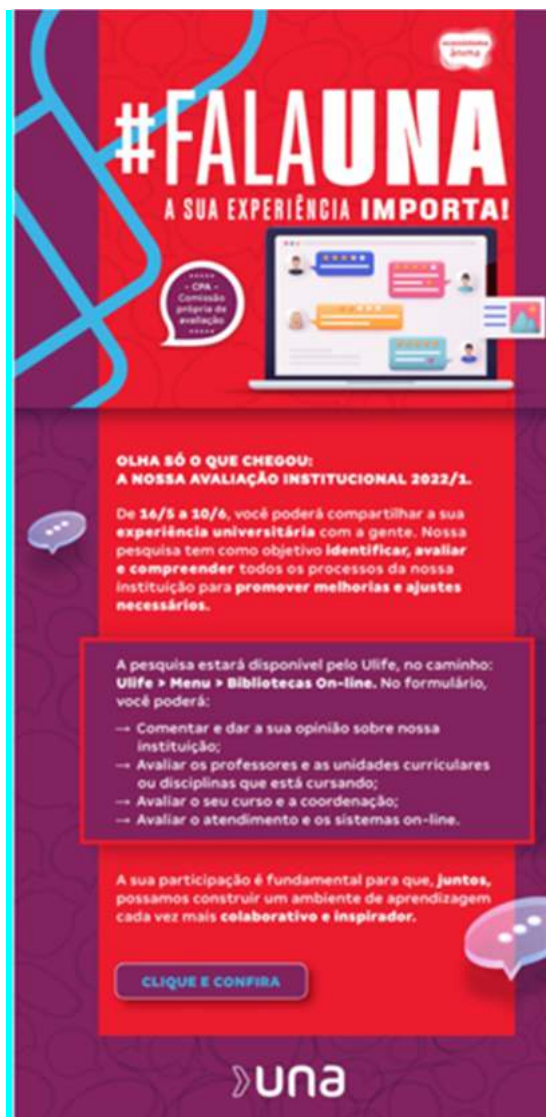 ecossistema
ânima
#FALAUNA
A SUA EXPERIÊNCIA IMPORTA!
- CPA -
Comissão
própria de
avaliação
OLHA SÓ O QUE CHEGOU:
A NOSSA AVALIAÇÃO INSTITUCIONAL 2022/1.
De 16/5 a 10/6, você poderá compartilhar a sua
experiência universitária com a gente. Nossa
pesquisa tem como objetivo identificar, avaliar
e compreender todos os processos da nossa
instituição para promover melhorias e ajustes
necessários.
A pesquisa estará disponível pelo Ulife, no caminho:
Ulife > Menu > Bibliotecas On-line. No formulário,
você poderá:
→ Comentar e dar a sua opinião sobre nossa
instituição;
→ Avaliar os professores e as unidades curriculares
ou disciplinas que está cursando;
→ Avaliar o seu curso e a coordenação;
→ Avaliar o atendimento e os sistemas on-line.
A sua participação é fundamental para que, juntos,
possamos construir um ambiente de aprendizagem
cada vez mais colaborativo e inspirador.
CLIQUE E CONFIRA
una